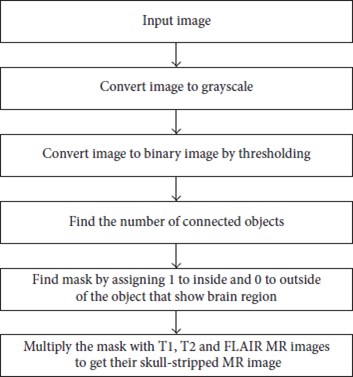 Input image
Convert image to grayscale
Convert image to binary image by thresholding
Find the number of connected objects
Find mask by assigning 1 to inside and 0 to outside
of the object that show brain region
Multiply the mask with T1, T2 and FLAIR MR images
to get their skull-stripped MR image